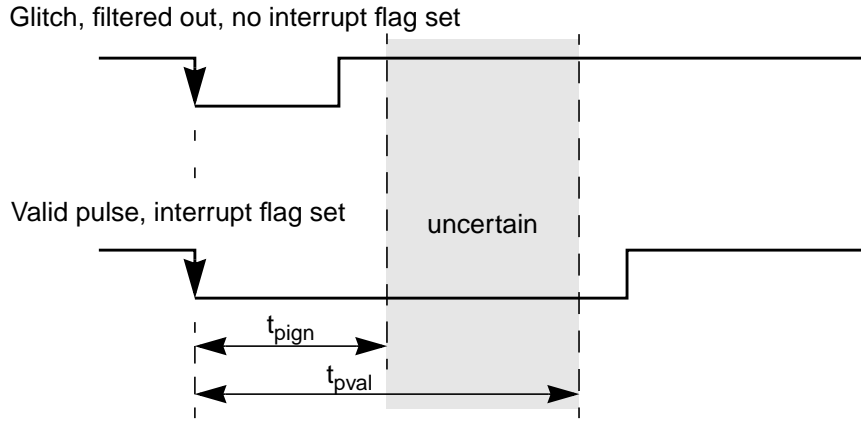 Glitch, filtered out, no interrupt flag set
Valid pulse, interrupt flag set
uncertain
tpign
tpval